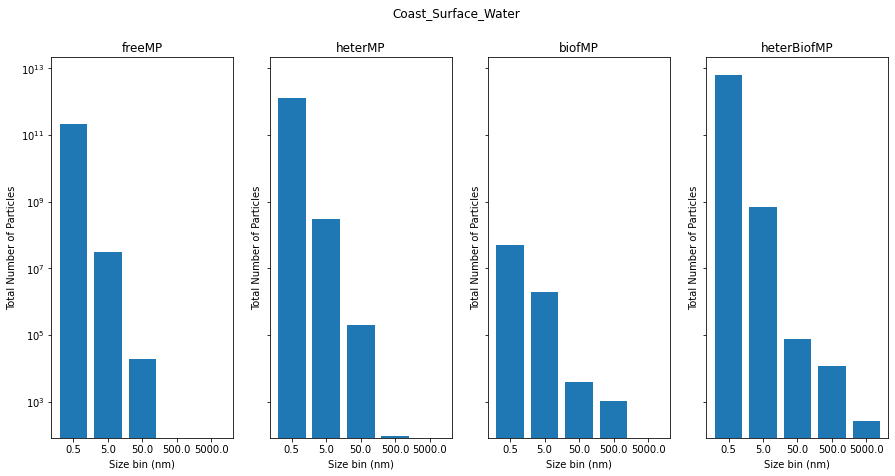 Coast_Surface_Water
freeMP
heterMP
biofMP
heterBiofMP
Total Number of Particles
10^13
10^11
10^9
10^7
10^5
10^3
0.5 5.0 50.0 500.0 5000.0
Size bin (nm)
Total Number of Particles
0.5 5.0 50.0 500.0 5000.0
Size bin (nm)
Total Number of Particles
0.5 5.0 50.0 500.0 5000.0
Size bin (nm)
Total Number of Particles
0.5 5.0 50.0 500.0 5000.0
Size bin (nm)